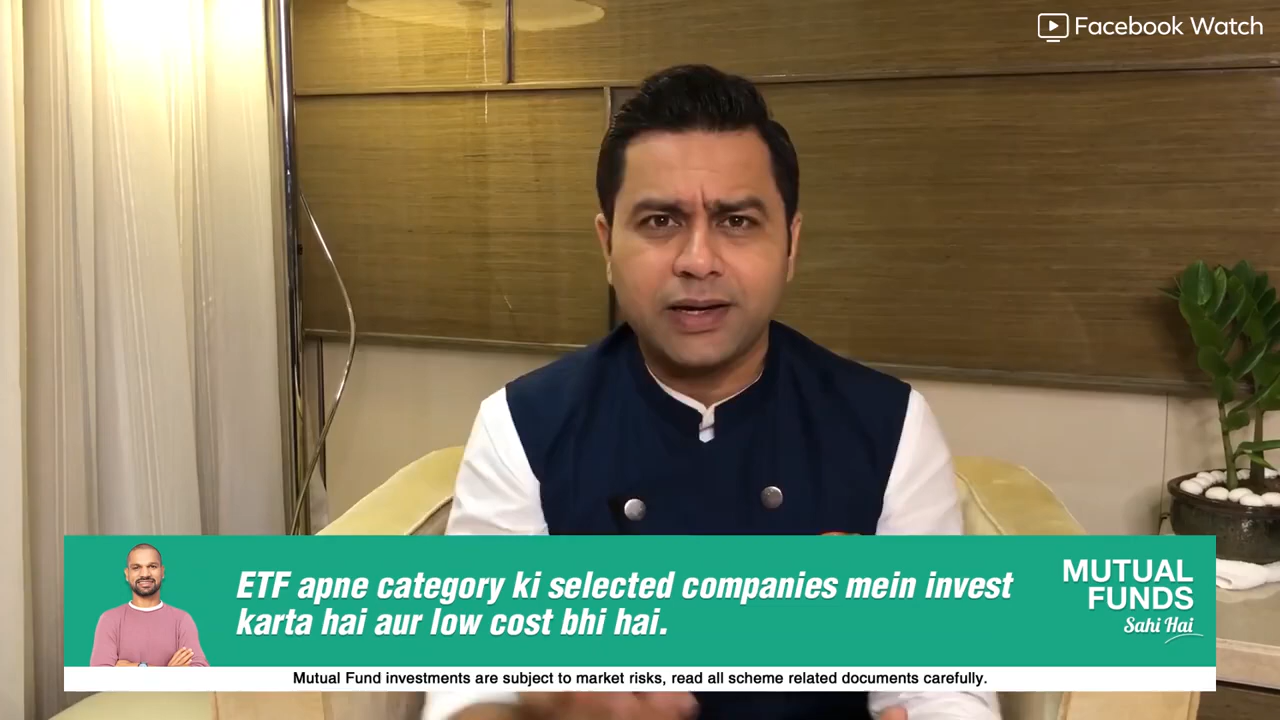 Facebook Watch
ETF apne category ki selected companies mein invest
karta hai aur low cost bhi hai.
MUTUAL
FUNDS
Sahi Hai
Mutual Fund investments are subject to market risks, read all scheme related documents carefully.